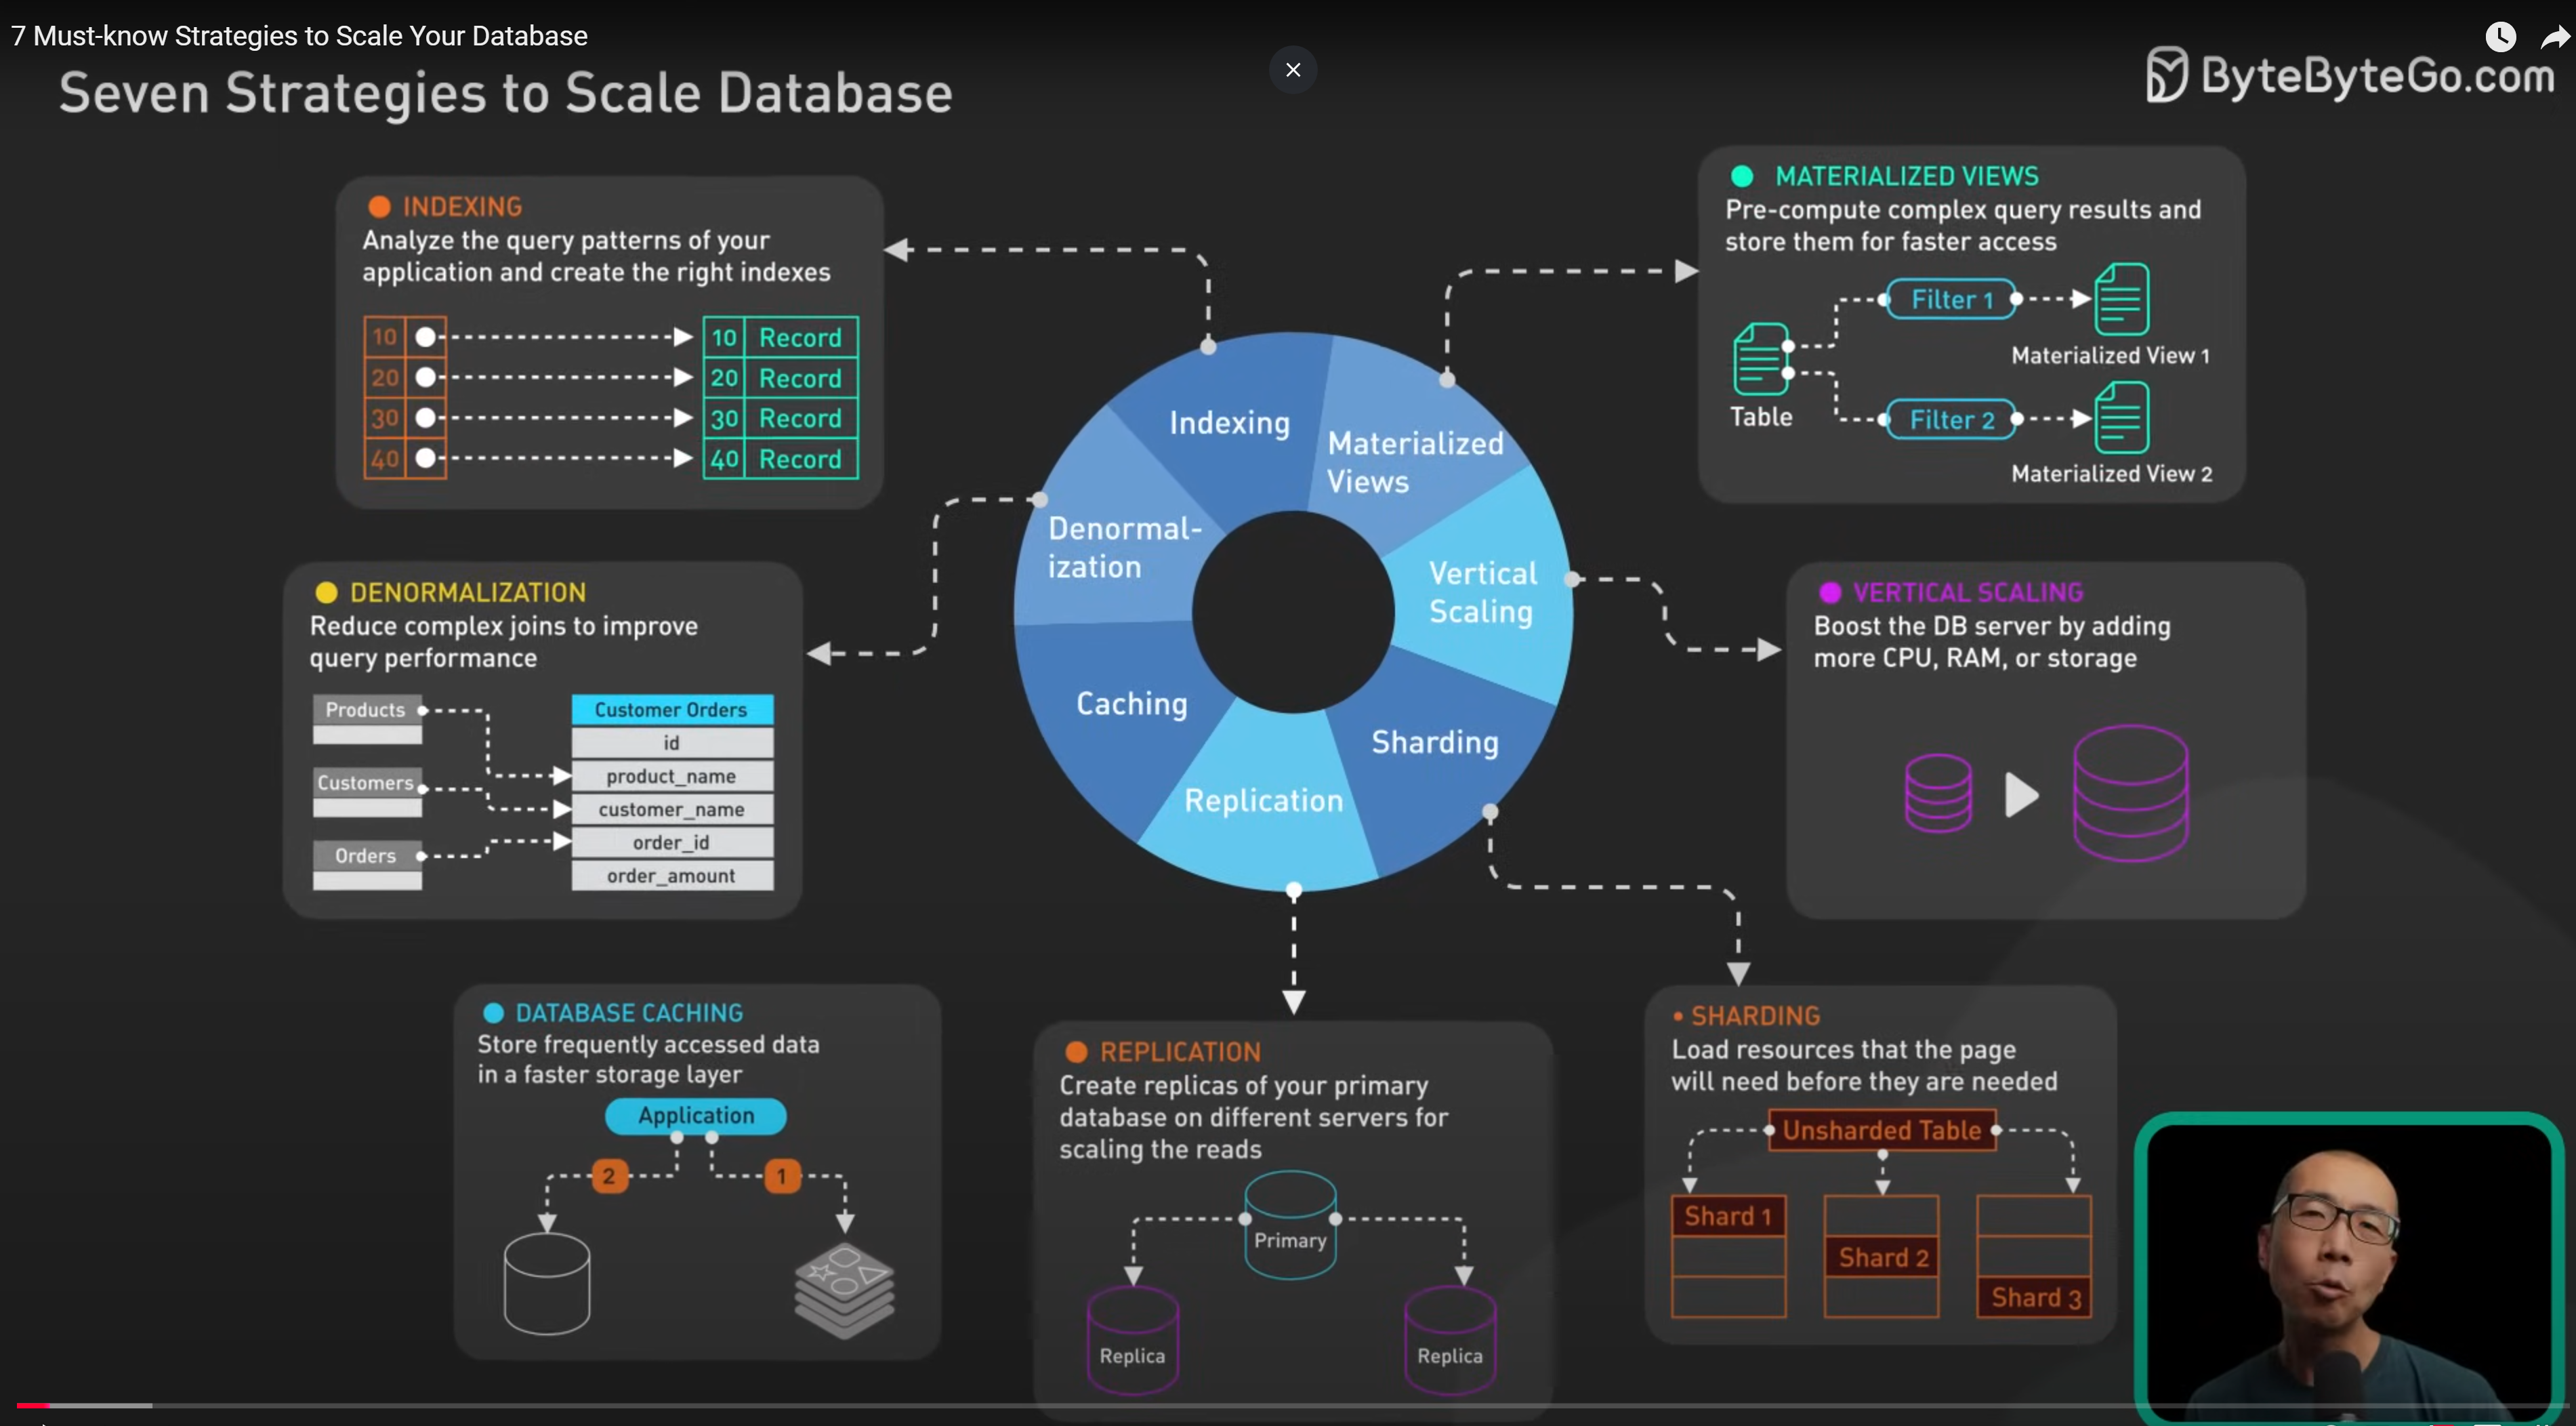 7 Must-know Strategies to Scale Your Database
Seven Strategies to Scale Database
ByteByteGo.com
INDEXING
Analyze the query patterns of your
application and create the right indexes
10
20
30
40
10 Record
20 Record
30 Record
40 Record
MATERIALIZED VIEWS
Pre-compute complex query results and
store them for faster access
Table
Filter 1
Materialized View 1
Filter 2
Materialized View 2
Indexing
Materialized
Views
Vertical
Scaling
Sharding
Replication
Caching
Denormal-
ization
DENORMALIZATION
Reduce complex joins to improve
query performance
Products
Customers
Orders
Customer Orders
id
product_name
customer_name
order_id
order_amount
VERTICAL SCALING
Boost the DB server by adding
more CPU, RAM, or storage
DATABASE CACHING
Store frequently accessed data
in a faster storage layer
Application
2
1
REPLICATION
Create replicas of your primary
database on different servers for
scaling the reads
Primary
Replica
Replica
SHARDING
Load resources that the page
will need before they are needed
Unsharded Table
Shard 1
Shard 2
Shard 3